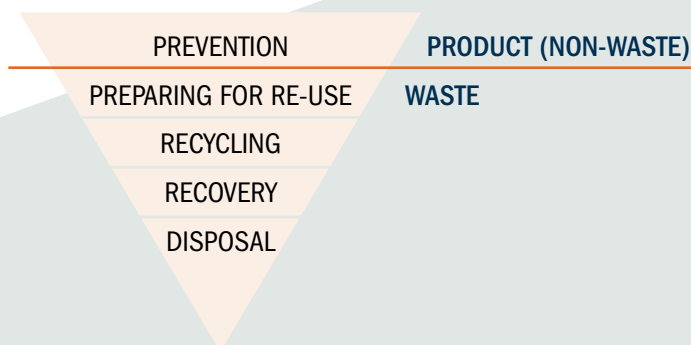 PREVENTION PRODUCT (NON-WASTE)
PREPARING FOR RE-USE WASTE
RECYCLING
RECOVERY
DISPOSAL